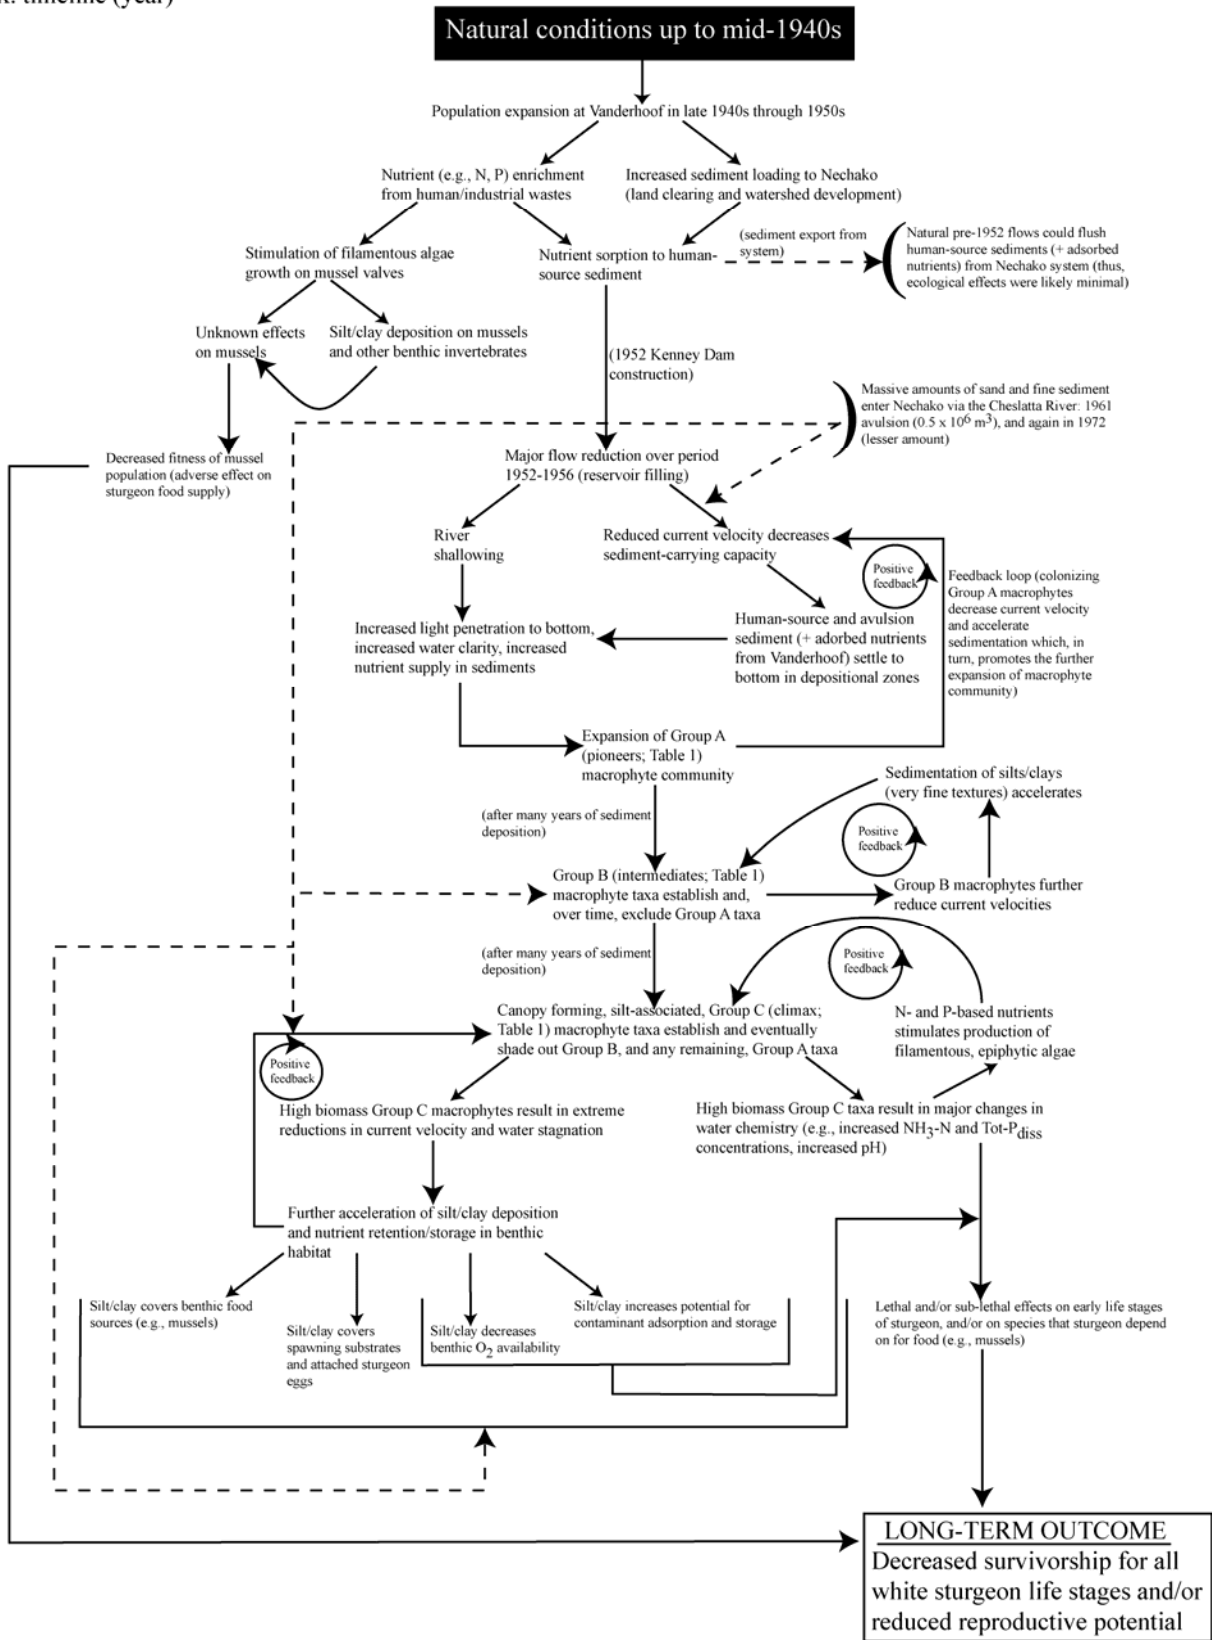 timeline (year)
Natural conditions up to mid-1940s
Population expansion at Vanderhoof in late 1940s through 1950s
Nutrient (e.g., N, P) enrichment
from human/industrial wastes
Increased sediment loading to Nechako
(land clearing and watershed development)
Stimulation of filamentous algae
growth on mussel valves
Nutrient sorption to human-
source sediment
(sediment export from
system)
Natural pre-1952 flows could flush
human-source sediments (+ adsorbed
nutrients) from Nechako system (thus,
ecological effects were likely minimal)
Unknown effects
on mussels
Silt/clay deposition on mussels
and other benthic invertebrates
(1952 Kenney Dam
construction)
Massive amounts of sand and fine sediment
enter Nechako via the Cheslatta River: 1961
avulsion (0.5 x 10⁶ m³), and again in 1972
(lesser amount)
Decreased fitness of mussel
population (adverse effect on
sturgeon food supply)
Major flow reduction over period
1952-1956 (reservoir filling)
River
shallowing
Reduced current velocity decreases
sediment-carrying capacity
Positive
feedback
Feedback loop (colonizing
Group A macrophytes
decrease current velocity
and accelerate
sedimentation which, in
turn, promotes the further
expansion of macrophyte
community)
Increased light penetration to bottom,
increased water clarity, increased
nutrient supply in sediments
Human-source and avulsion
sediment (+ adorbed nutrients
from Vanderhoof) settle to
bottom in depositional zones
Expansion of Group A
(pioneers; Table 1)
macrophyte community
Sedimentation of silts/clays
(very fine textures) accelerates
(after many years of sediment
deposition)
Positive
feedback
Group B (intermediates; Table 1)
macrophyte taxa establish and,
over time, exclude Group A taxa
Group B macrophytes further
reduce current velocities
(after many years of sediment
deposition)
Positive
feedback
Canopy forming, silt-associated, Group C (climax;
Table 1) macrophyte taxa establish and eventually
shade out Group B, and any remaining, Group A taxa
N- and P-based nutrients
stimulates production of
filamentous, epiphytic algae
Positive
feedback
High biomass Group C macrophytes result in extreme
reductions in current velocity and water stagnation
High biomass Group C taxa result in major changes in
water chemistry (e.g., increased NH₃-N and Tot-Pdiss
concentrations, increased pH)
Further acceleration of silt/clay deposition
and nutrient retention/storage in benthic
habitat
Silt/clay covers benthic food
sources (e.g., mussels)
Silt/clay covers
spawning substrates
and attached sturgeon
eggs
Silt/clay decreases
benthic O₂ availability
Silt/clay increases potential for
contaminant adsorption and storage
Lethal and/or sub-lethal effects on early life stages
of sturgeon, and/or on species that sturgeon depend
on for food (e.g., mussels)
LONG-TERM OUTCOME
Decreased survivorship for all
white sturgeon life stages and/or
reduced reproductive potential